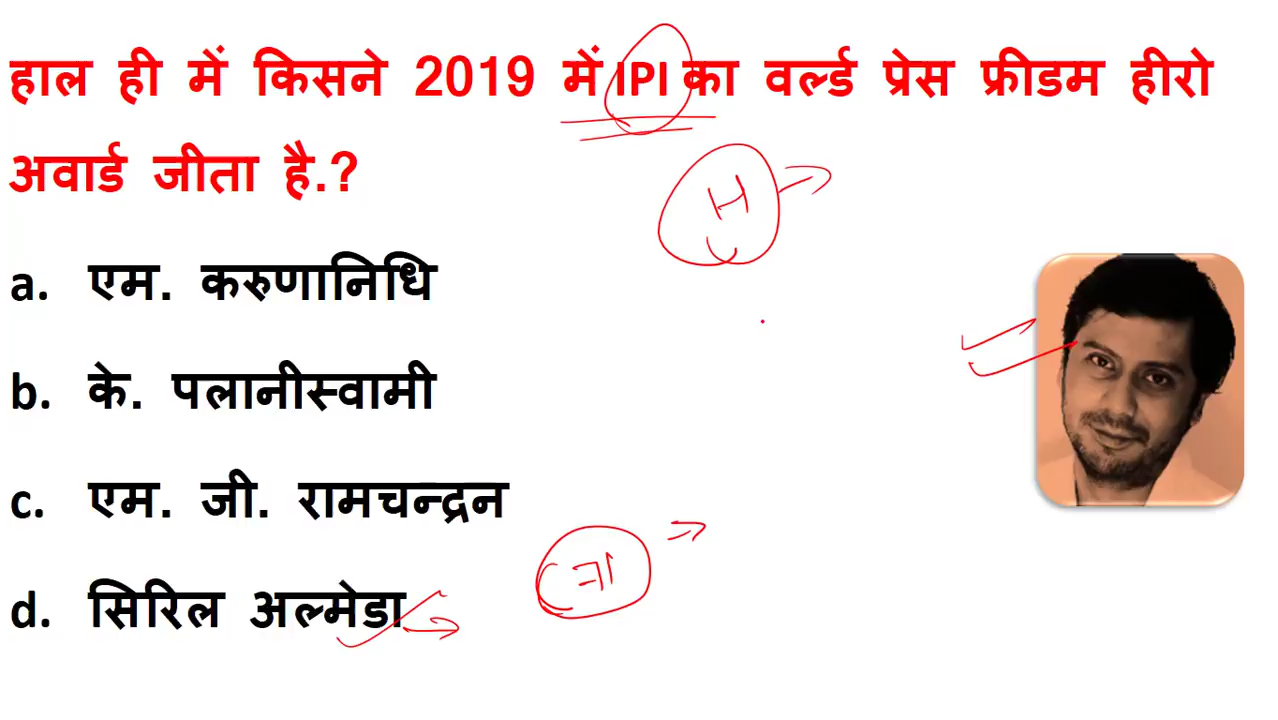 हाल ही में किसने 2019 में IPI का वर्ल्ड प्रेस फ्रीडम हीरो
अवार्ड जीता है.?
H
a. एम. करुणानिधि
b. के. पलानीस्वामी
c. एम. जी. रामचन्द्रन
d. सिरिल अल्मेडा